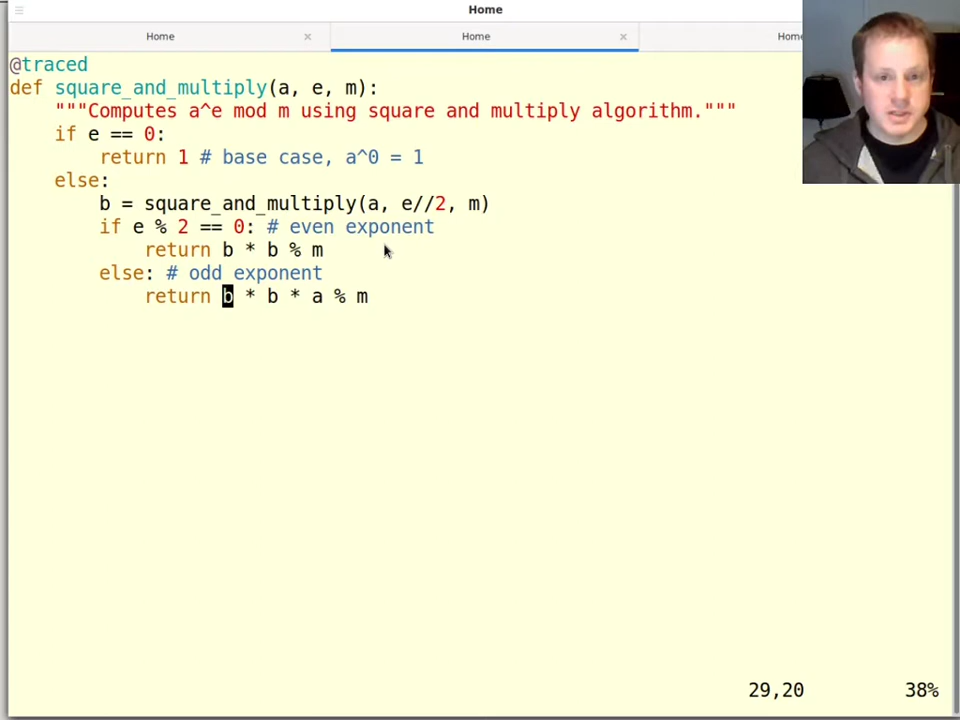 Home
Home × Home × Home
@traced
def square_and_multiply(a, e, m):
    """Computes a^e mod m using square and multiply algorithm."""
    if e == 0:
        return 1 # base case, a^0 = 1
    else:
        b = square_and_multiply(a, e//2, m)
        if e % 2 == 0: # even exponent
            return b * b % m
        else: # odd exponent
            return b * b * a % m
29,20 38%